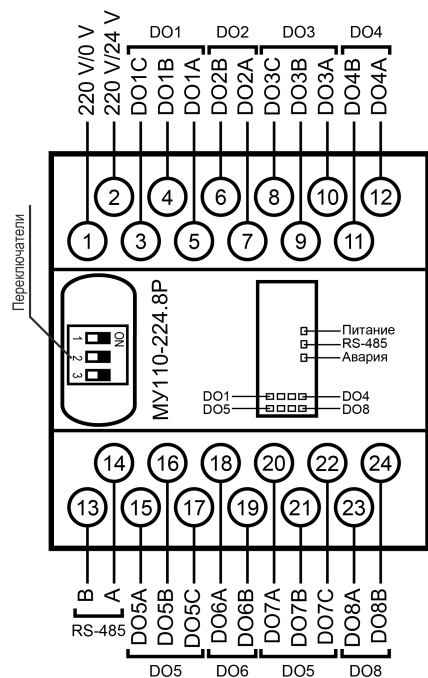 DO1 DO2 DO3 DO4
220 V/0 V
220 V/24 V
DO1C
DO1B
DO1A
DO2B
DO2A
DO3C
DO3B
DO3A
DO4B
DO4A
2 4 6 8 10 12
1 3 5 7 9 11
Переключатели
ON
1
2
3
МУ110-224.8Р
Питание
RS-485
Авария
DO1 DO4
DO5 DO8
14 16 18 20 22 24
13 15 17 19 21 23
B
A
DO5A
DO5B
DO5C
DO6A
DO6B
DO7A
DO7B
DO7C
DO8A
DO8B
RS-485
DO5 DO6 DO5 DO8